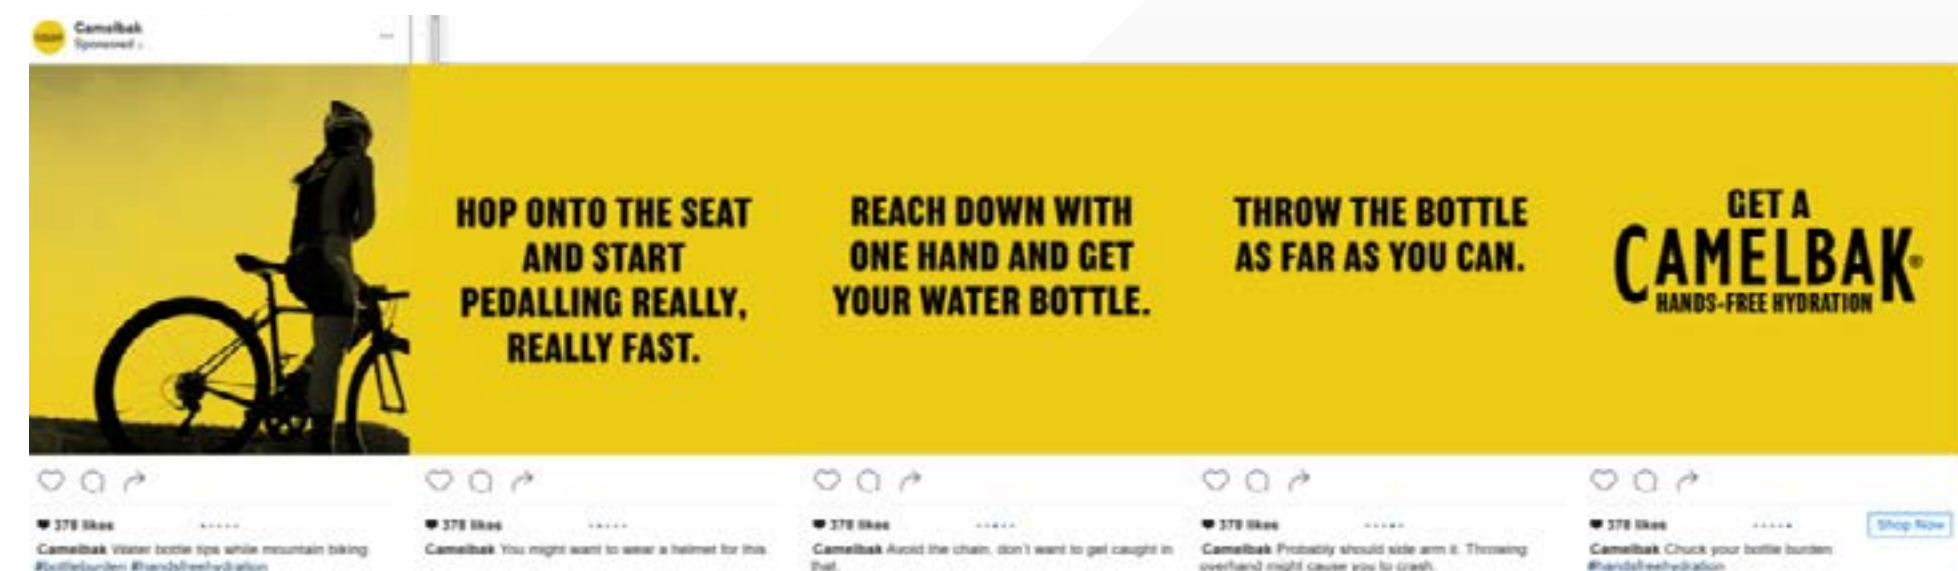 Camelbak
Sponsored
HOP ONTO THE SEAT
AND START
PEDALLING REALLY,
REALLY FAST.
REACH DOWN WITH
ONE HAND AND GET
YOUR WATER BOTTLE.
THROW THE BOTTLE
AS FAR AS YOU CAN.
GET A
CAMELBAK®
HANDS-FREE HYDRATION
378 likes
Camelbak Water bottle tips while mountain biking
#bottleburden #handsfreehydration
378 likes
Camelbak You might want to wear a helmet for this
378 likes
Camelbak Avoid the chain, don't want to get caught in
that.
378 likes
Camelbak Probably should side arm it. Throwing
overhand might cause you to crash.
378 likes
Shop Now
Camelbak Chuck your bottle burden
#handsfreehydration